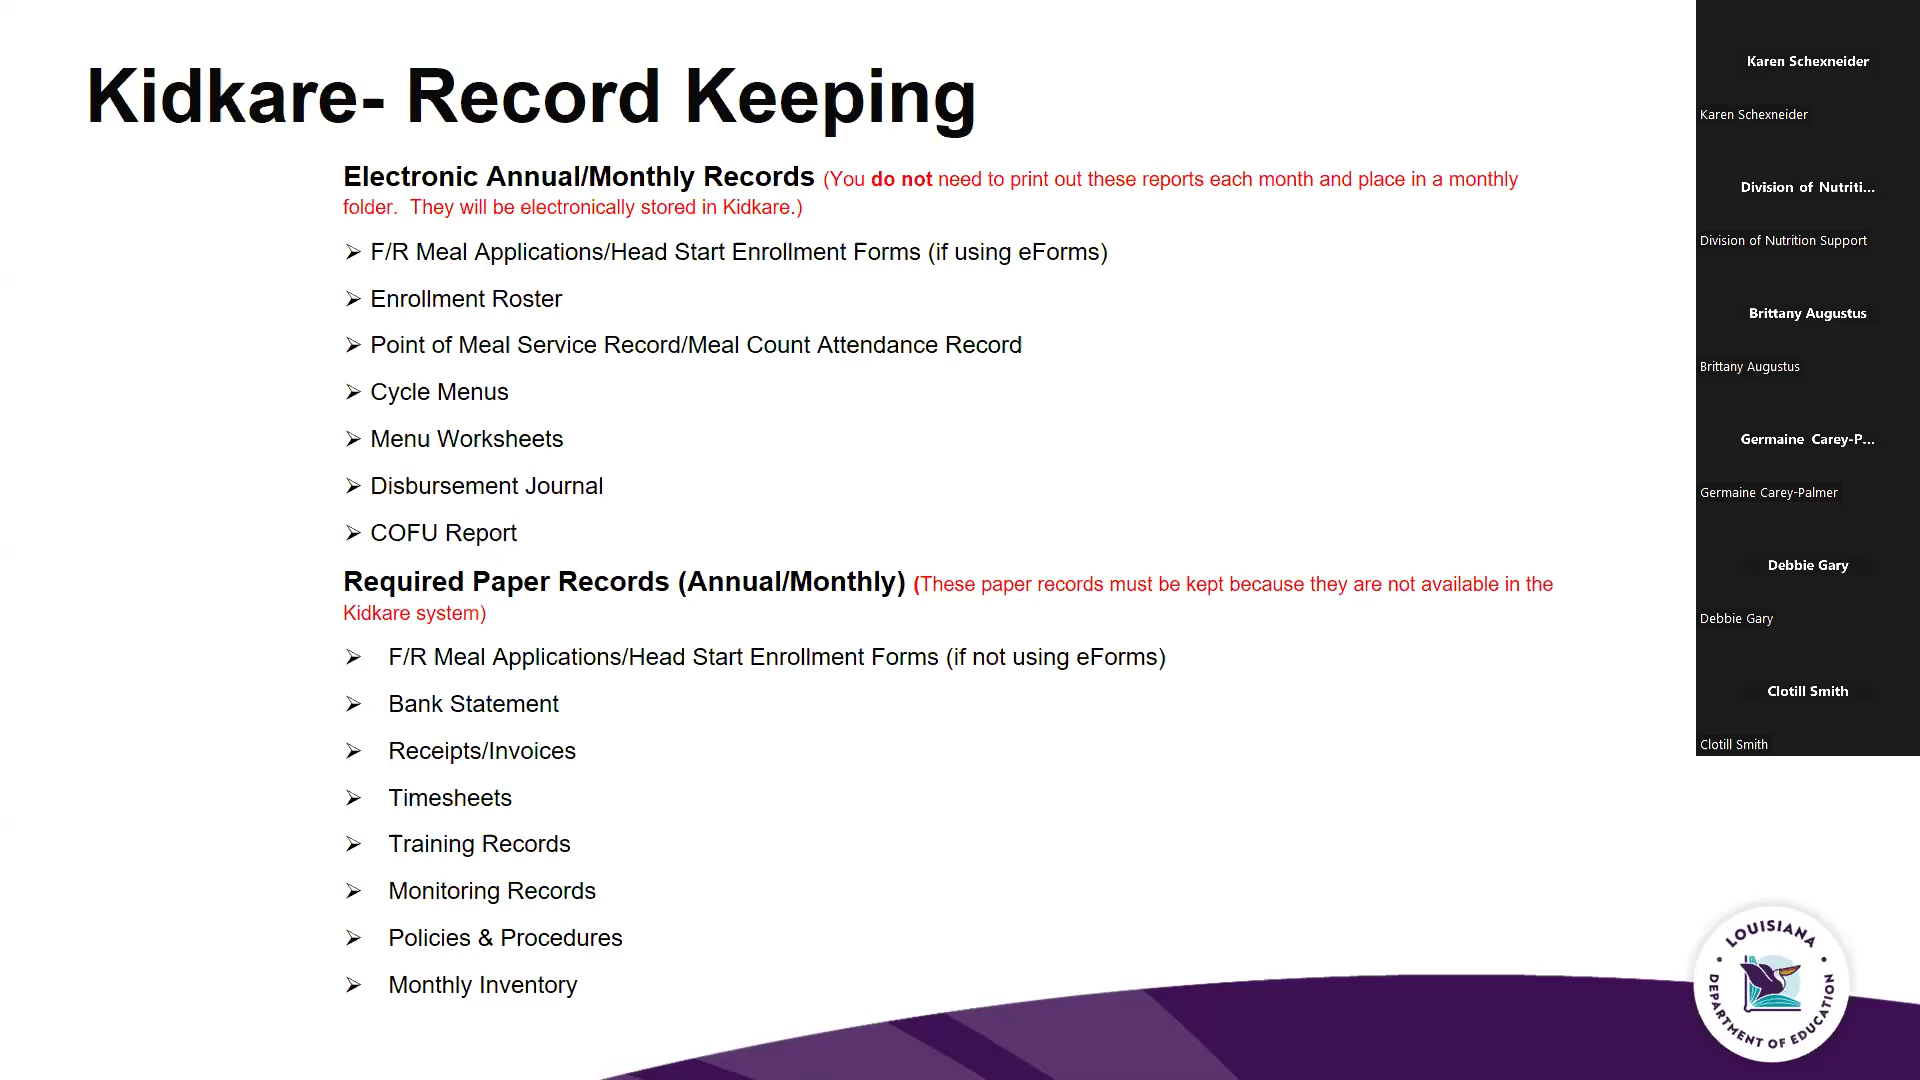 Kidkare- Record Keeping
Electronic Annual/Monthly Records (You do not need to print out these reports each month and place in a monthly
folder. They will be electronically stored in Kidkare.)
➢ F/R Meal Applications/Head Start Enrollment Forms (if using eForms)
➢ Enrollment Roster
➢ Point of Meal Service Record/Meal Count Attendance Record
➢ Cycle Menus
➢ Menu Worksheets
➢ Disbursement Journal
➢ COFU Report
Required Paper Records (Annual/Monthly) (These paper records must be kept because they are not available in the
Kidkare system)
➢ F/R Meal Applications/Head Start Enrollment Forms (if not using eForms)
➢ Bank Statement
➢ Receipts/Invoices
➢ Timesheets
➢ Training Records
➢ Monitoring Records
➢ Policies & Procedures
➢ Monthly Inventory
Karen Schexneider
Karen Schexneider
Division of Nutriti...
Division of Nutrition Support
Brittany Augustus
Brittany Augustus
Germaine Carey-P...
Germaine Carey-Palmer
Debbie Gary
Debbie Gary
Clotill Smith
Clotill Smith
LOUISIANA
DEPARTMENT OF EDUCATION